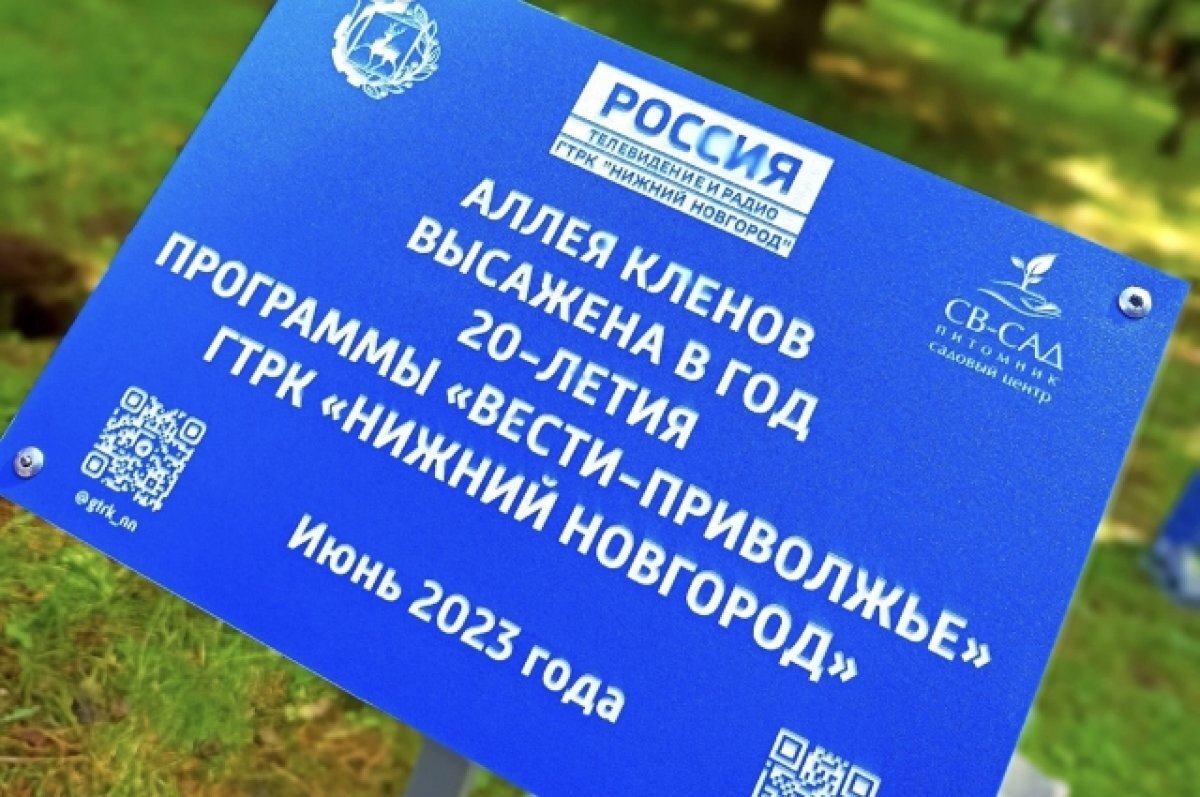 РОССИЯ
ТЕЛЕВИДЕНИЕ И РАДИО
ГТРК "НИЖНИЙ НОВГОРОД"
АЛЛЕЯ КЛЕНОВ
ВЫСАЖЕНА В ГОД
20-ЛЕТИЯ
ПРОГРАММЫ «ВЕСТИ-ПРИВОЛЖЬЕ»
ГТРК «НИЖНИЙ НОВГОРОД»
Июнь 2023 года
СВ-САД
ПИТОМНИК
садовый центр
@gtrk_nn